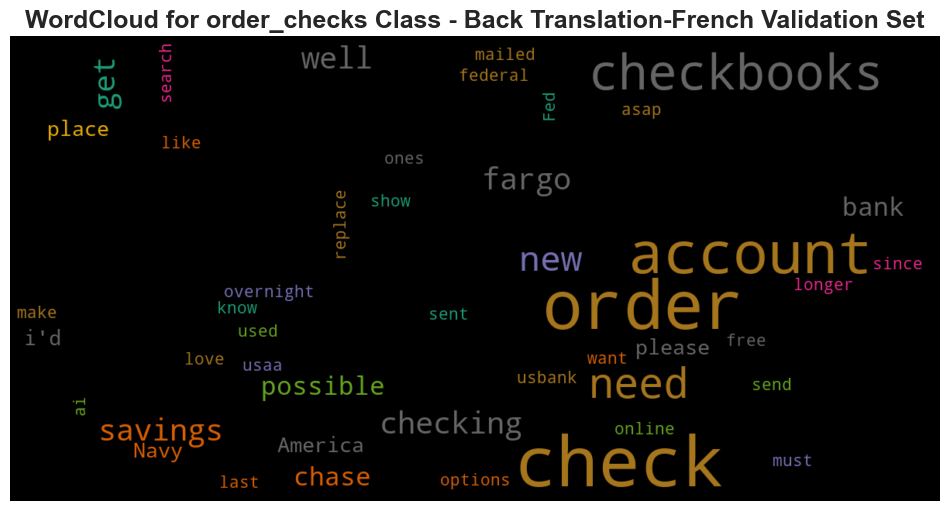 WordCloud for order_checks Class - Back Translation-French Validation Set
mailed
well
search
get
federal
checkbooks
Fed
asap
place
like
ones
fargo
show
replace
bank
new
account
since
longer
overnight
order
know
make
sent
used
i'd
free
please
love
usaa
want
usbank
possible
need
send
ai
checking
savings
online
America
Navy
check
must
chase
last
options